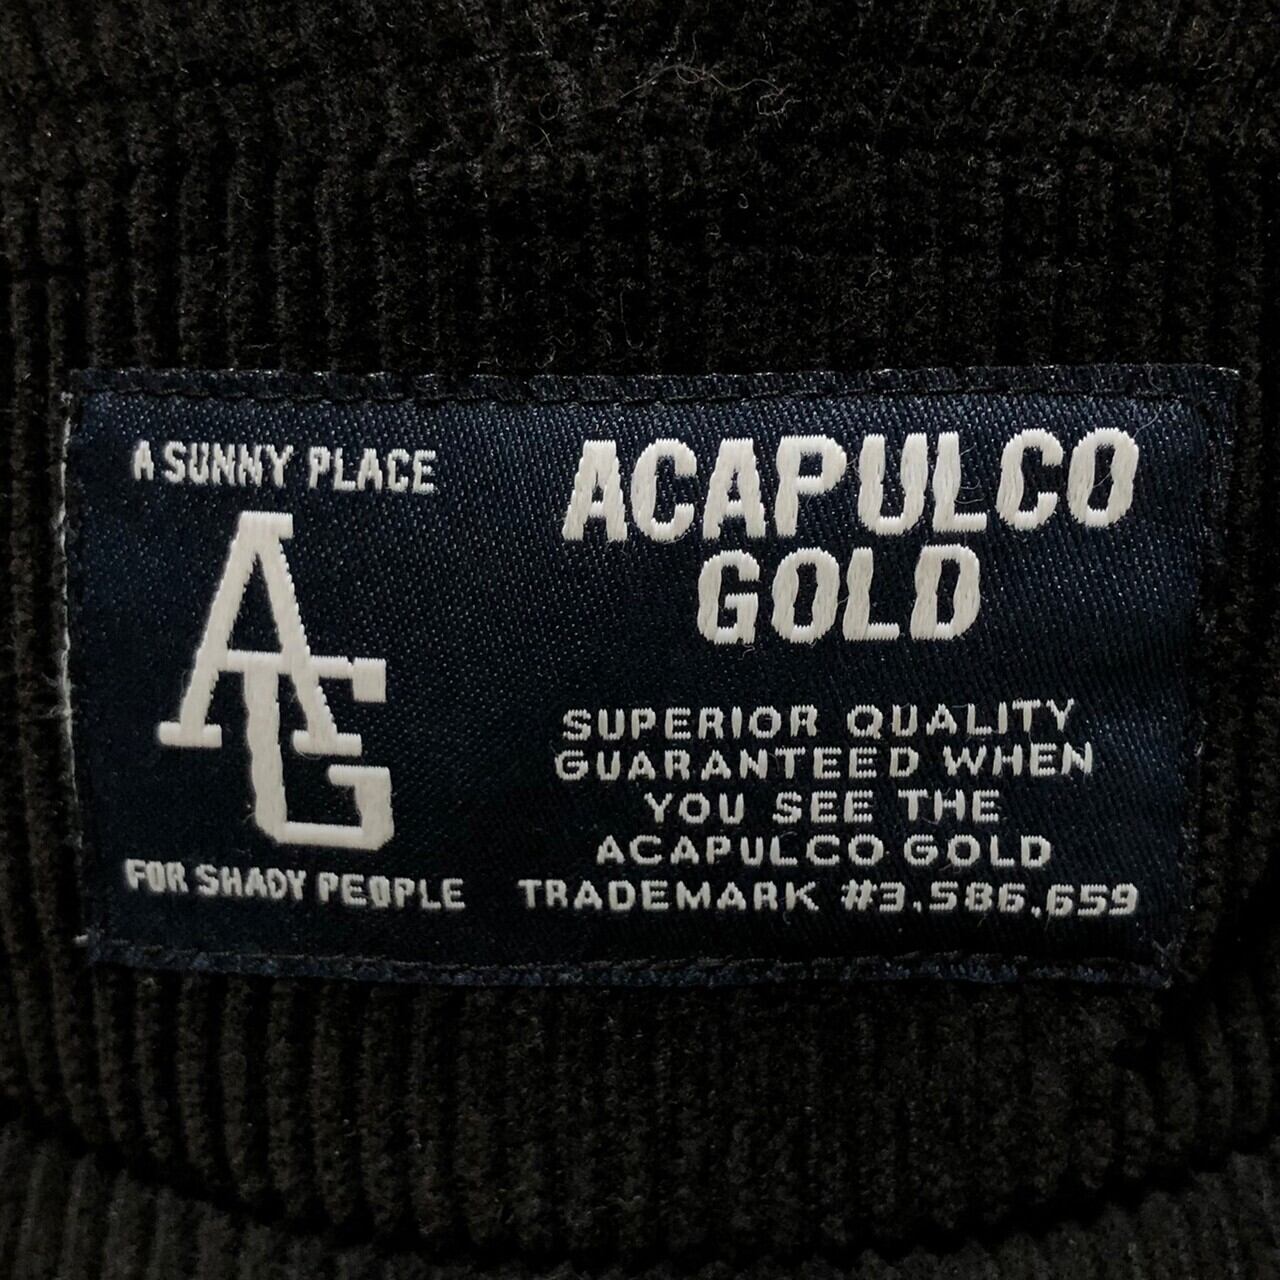 A SUNNY PLACE
AG
FOR SHADY PEOPLE
ACAPULCO
GOLD
SUPERIOR QUALITY
GUARANTEED WHEN
YOU SEE THE
ACAPULCO GOLD
TRADEMARK #3,586,659